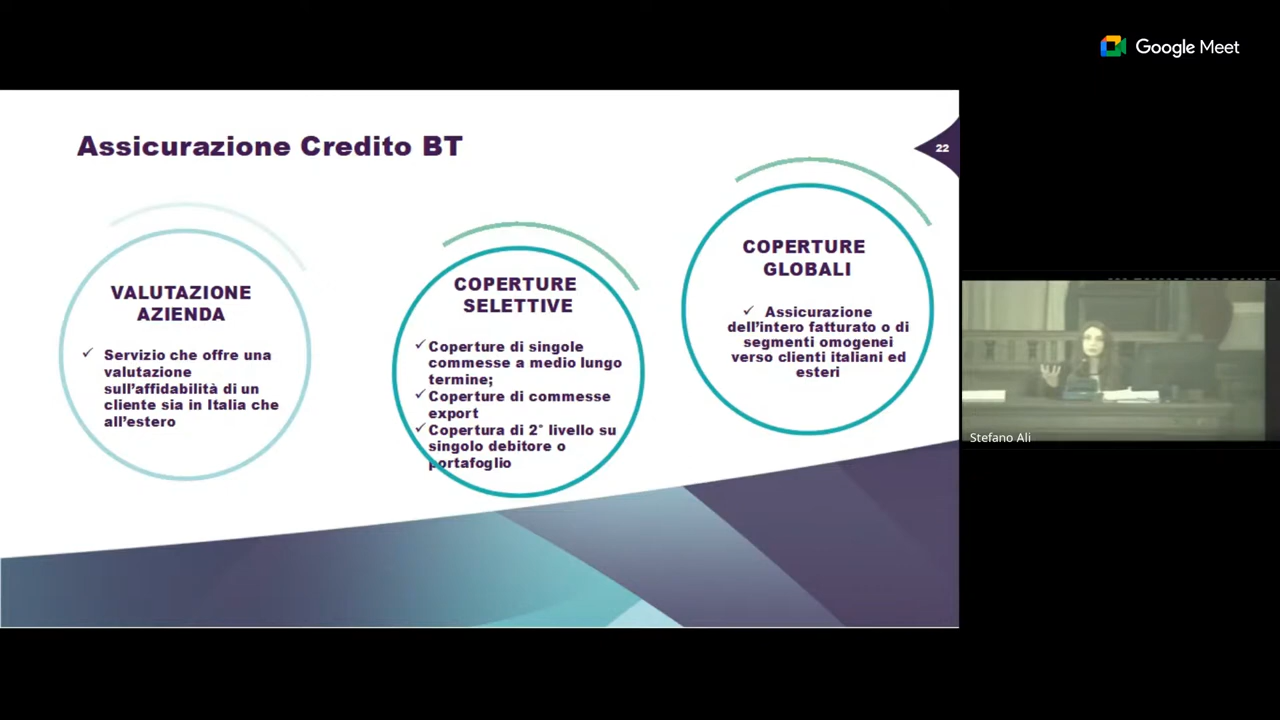 Google Meet
Assicurazione Credito BT
22
VALUTAZIONE
AZIENDA
✓ Servizio che offre una
valutazione
sull'affidabilità di un
cliente sia in Italia che
all'estero
COPERTURE
SELETTIVE
✓Coperture di singole
commesse a medio lungo
termine;
✓Coperture di commesse
export
✓Copertura di 2° livello su
singolo debitore o
portafoglio
COPERTURE
GLOBALI
✓ Assicurazione
dell'intero fatturato o di
segmenti omogenei
verso clienti italiani ed
esteri
Stefano Ali